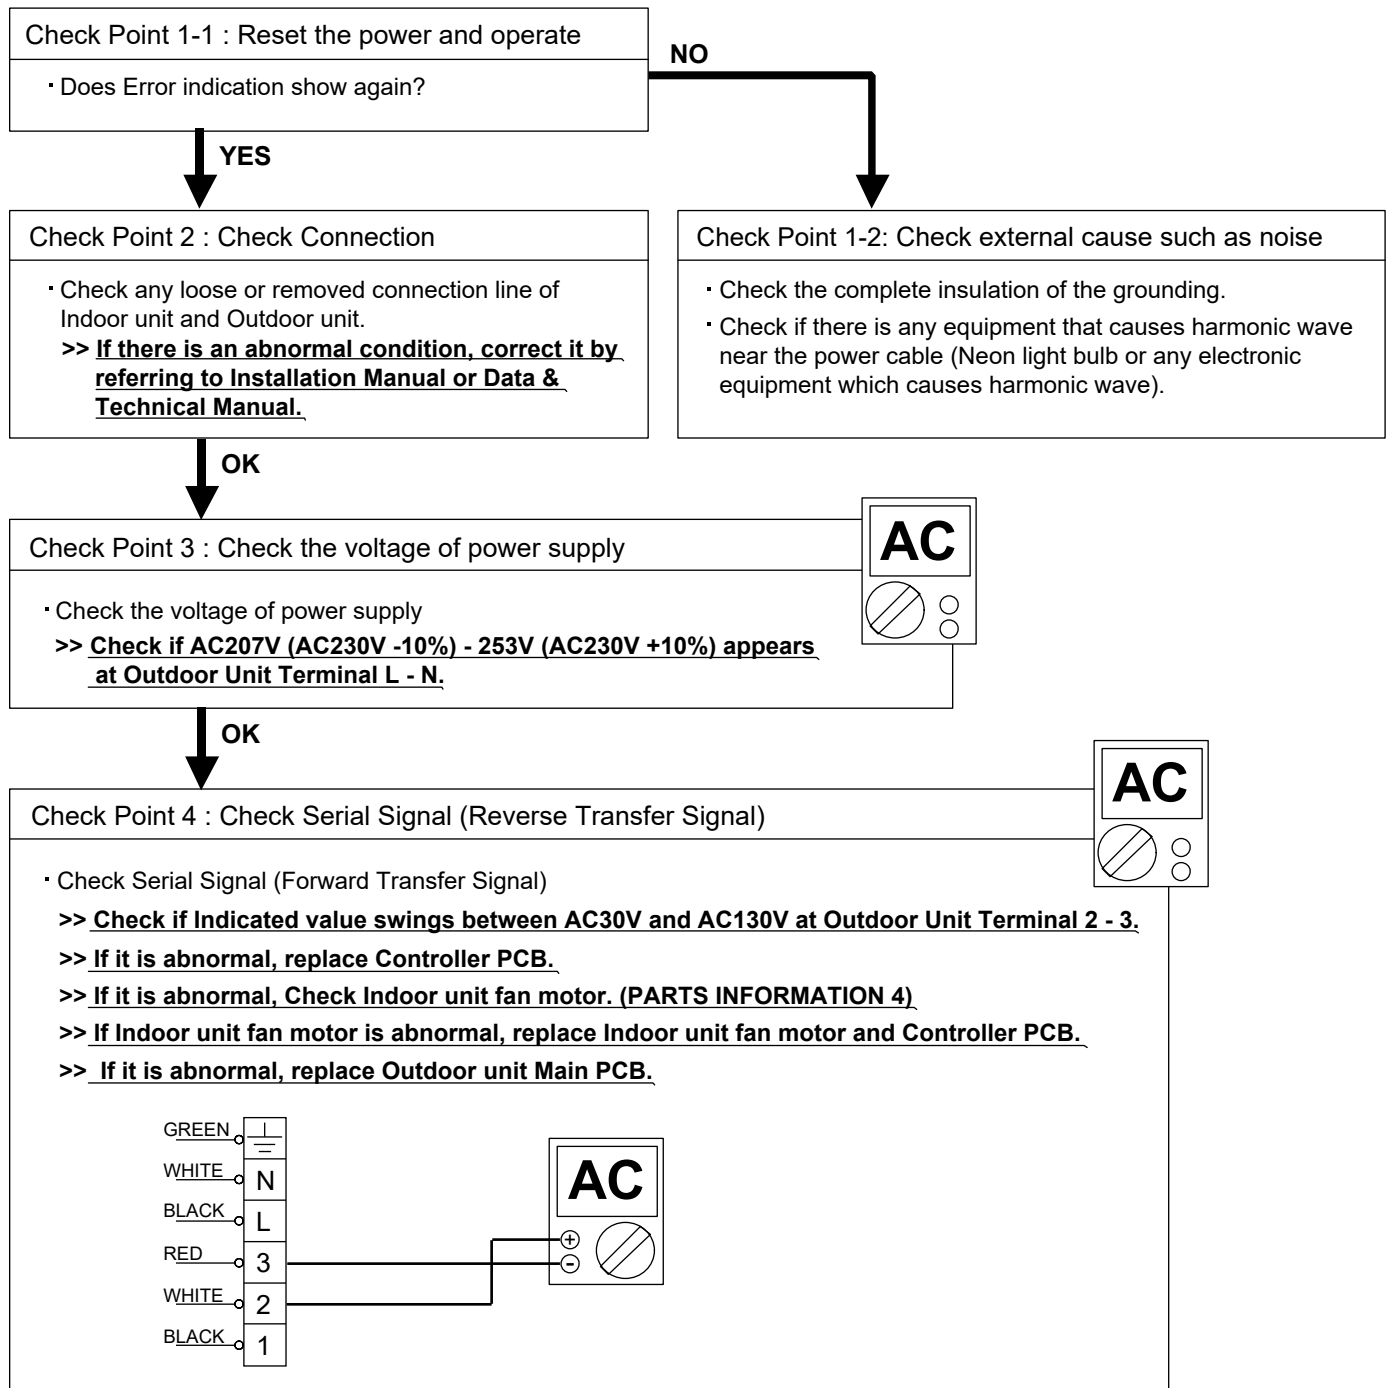 Check Point 1-1 : Reset the power and operate
· Does Error indication show again?
NO
YES
Check Point 2 : Check Connection
· Check any loose or removed connection line of
Indoor unit and Outdoor unit.
>> If there is an abnormal condition, correct it by
referring to Installation Manual or Data &
Technical Manual.
Check Point 1-2: Check external cause such as noise
· Check the complete insulation of the grounding.
· Check if there is any equipment that causes harmonic wave
near the power cable (Neon light bulb or any electronic
equipment which causes harmonic wave).
OK
Check Point 3 : Check the voltage of power supply
AC
· Check the voltage of power supply
>> Check if AC207V (AC230V -10%) - 253V (AC230V +10%) appears
at Outdoor Unit Terminal L - N.
OK
Check Point 4 : Check Serial Signal (Reverse Transfer Signal)
AC
· Check Serial Signal (Forward Transfer Signal)
>> Check if Indicated value swings between AC30V and AC130V at Outdoor Unit Terminal 2 - 3.
>> If it is abnormal, replace Controller PCB.
>> If it is abnormal, Check Indoor unit fan motor. (PARTS INFORMATION 4)
>> If Indoor unit fan motor is abnormal, replace Indoor unit fan motor and Controller PCB.
>> If it is abnormal, replace Outdoor unit Main PCB.
GREEN
WHITE N
BLACK L
RED 3
WHITE 2
BLACK 1
AC
+
-